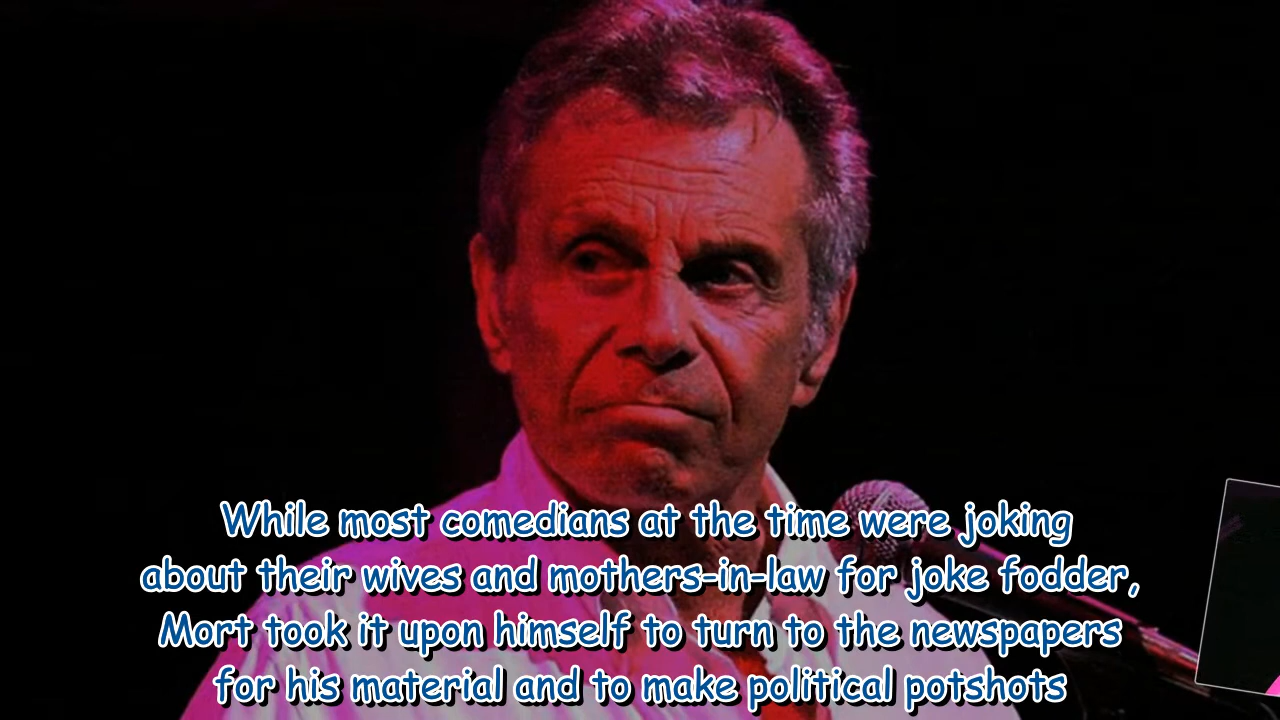 While most comedians at the time were joking
about their wives and mothers-in-law for joke fodder,
Mort took it upon himself to turn to the newspapers
for his material and to make political potshots